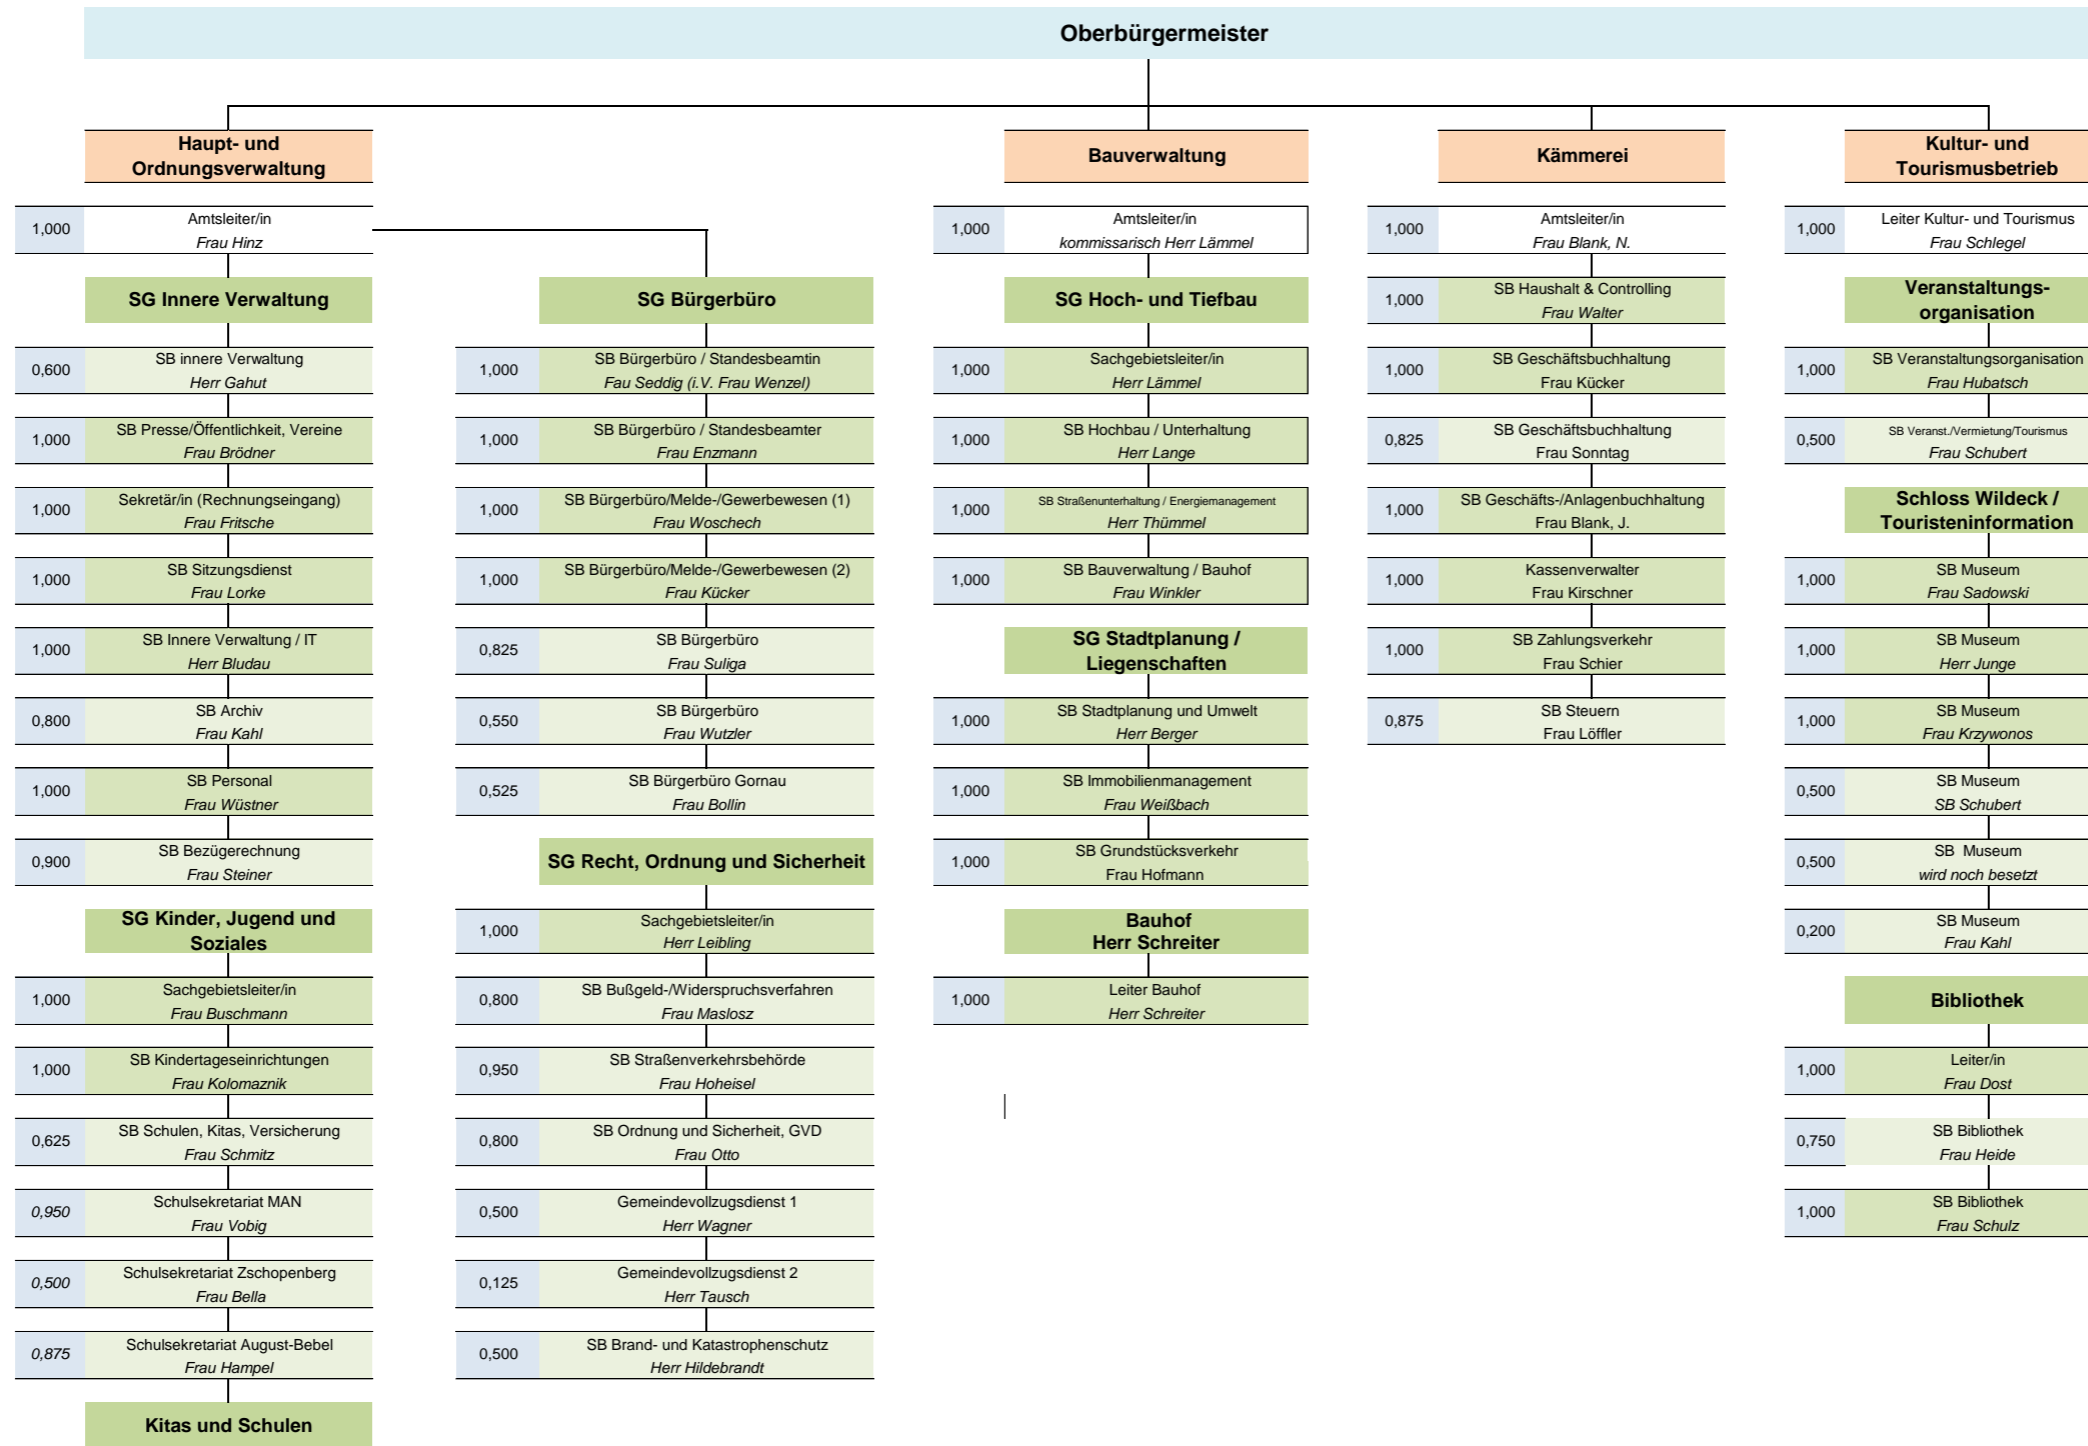 Oberbürgermeister
Haupt- und
Ordnungsverwaltung
1,000
Amtsleiter/in
Frau Hinz
SG Innere Verwaltung
0,600
SB innere Verwaltung
Herr Gahut
1,000
SB Presse/Öffentlichkeit, Vereine
Frau Brödner
1,000
Sekretär/in (Rechnungseingang)
Frau Fritsche
1,000
SB Sitzungsdienst
Frau Lorke
1,000
SB Innere Verwaltung / IT
Herr Bludau
0,800
SB Archiv
Frau Kahl
1,000
SB Personal
Frau Wüstner
0,900
SB Bezügerechnung
Frau Steiner
SG Kinder, Jugend und
Soziales
1,000
Sachgebietsleiter/in
Frau Buschmann
1,000
SB Kindertageseinrichtungen
Frau Kolomaznik
0,625
SB Schulen, Kitas, Versicherung
Frau Schmitz
0,950
Schulsekretariat MAN
Frau Vobig
0,500
Schulsekretariat Zschopenberg
Frau Bella
0,875
Schulsekretariat August-Bebel
Frau Hampel
Kitas und Schulen
SG Bürgerbüro
1,000
SB Bürgerbüro / Standesbeamtin
Fau Seddig (i.V. Frau Wenzel)
1,000
SB Bürgerbüro / Standesbeamter
Frau Enzmann
1,000
SB Bürgerbüro/Melde-/Gewerbewesen (1)
Frau Woschech
1,000
SB Bürgerbüro/Melde-/Gewerbewesen (2)
Frau Kücker
0,825
SB Bürgerbüro
Frau Suliga
0,550
SB Bürgerbüro
Frau Wutzler
0,525
SB Bürgerbüro Gornau
Frau Bollin
SG Recht, Ordnung und Sicherheit
1,000
Sachgebietsleiter/in
Herr Leibling
0,800
SB Bußgeld-/Widerspruchsverfahren
Frau Maslosz
0,950
SB Straßenverkehrsbehörde
Frau Hoheisel
0,800
SB Ordnung und Sicherheit, GVD
Frau Otto
0,500
Gemeindevollzugsdienst 1
Herr Wagner
0,125
Gemeindevollzugsdienst 2
Herr Tausch
0,500
SB Brand- und Katastrophenschutz
Herr Hildebrandt
Bauverwaltung
1,000
Amtsleiter/in
kommissarisch Herr Lämmel
SG Hoch- und Tiefbau
1,000
Sachgebietsleiter/in
Herr Lämmel
1,000
SB Hochbau / Unterhaltung
Herr Lange
1,000
SB Straßenunterhaltung / Energiemanagement
Herr Thümmel
1,000
SB Bauverwaltung / Bauhof
Frau Winkler
SG Stadtplanung /
Liegenschaften
1,000
SB Stadtplanung und Umwelt
Herr Berger
1,000
SB Immobilienmanagement
Frau Weißbach
1,000
SB Grundstücksverkehr
Frau Hofmann
Bauhof
Herr Schreiter
1,000
Leiter Bauhof
Herr Schreiter
Kämmerei
1,000
Amtsleiter/in
Frau Blank, N.
1,000
SB Haushalt & Controlling
Frau Walter
1,000
SB Geschäftsbuchhaltung
Frau Kücker
0,825
SB Geschäftsbuchhaltung
Frau Sonntag
1,000
SB Geschäfts-/Anlagenbuchhaltung
Frau Blank, J.
1,000
Kassenverwalter
Frau Kirschner
1,000
SB Zahlungsverkehr
Frau Schier
0,875
SB Steuern
Frau Löffler
Kultur- und
Tourismusbetrieb
1,000
Leiter Kultur- und Tourismus
Frau Schlegel
Veranstaltungs-
organisation
1,000
SB Veranstaltungsorganisation
Frau Hubatsch
0,500
SB Veranst./Vermietung/Tourismus
Frau Schubert
Schloss Wildeck /
Touristeninformation
1,000
SB Museum
Frau Sadowski
1,000
SB Museum
Herr Junge
1,000
SB Museum
Frau Krzywonos
0,500
SB Museum
SB Schubert
0,500
SB Museum
wird noch besetzt
0,200
SB Museum
Frau Kahl
Bibliothek
1,000
Leiter/in
Frau Dost
0,750
SB Bibliothek
Frau Heide
1,000
SB Bibliothek
Frau Schulz